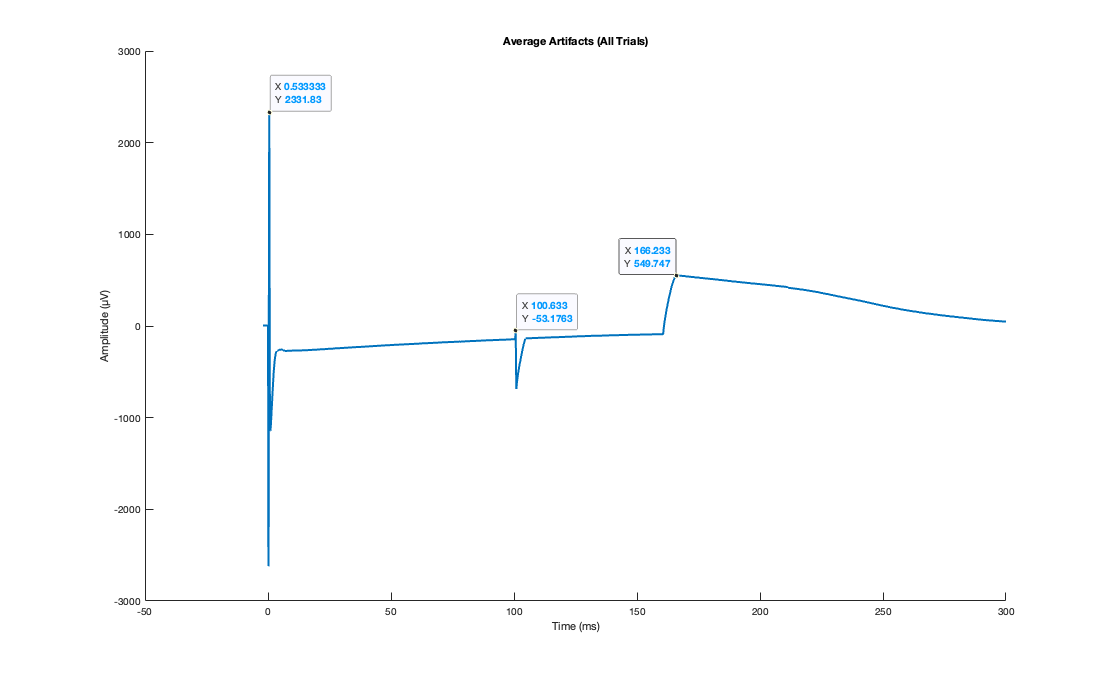 Average Artifacts (All Trials)
3000
X 0.533333
Y 2331.83
2000
1000
X 166.233
Y 549.747
X 100.633
Y -53.1763
0
Amplitude (µV)
-1000
-2000
-3000
-50 0 50 100 150 200 250 300
Time (ms)